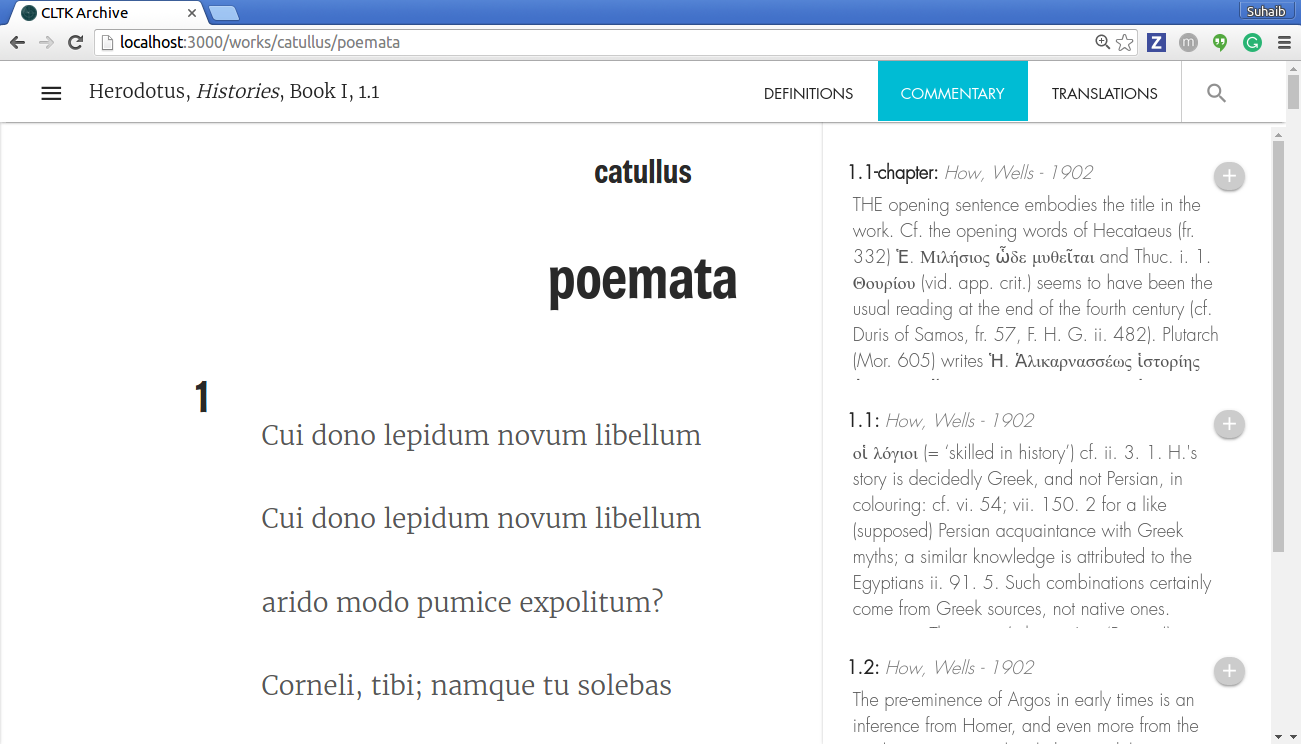 CLTK Archive
Suhaib
localhost:3000/works/catullus/poemata
Herodotus, Histories, Book I, 1.1
DEFINITIONS
COMMENTARY
TRANSLATIONS
catullus
poemata
1
Cui dono lepidum novum libellum
Cui dono lepidum novum libellum
arido modo pumice expolitum?
Corneli, tibi; namque tu solebas
1.1-chapter: How, Wells - 1902
THE opening sentence embodies the title in the
work. Cf. the opening words of Hecataeus (fr.
332) Ἑ. Μιλήσιος ὧδε μυθεῖται and Thuc. i. 1.
Θουρίου (vid. app. crit.) seems to have been the
usual reading at the end of the fourth century (cf.
Duris of Samos, fr. 57, F. H. G. ii. 482). Plutarch
(Mor. 605) writes Ἡ. Ἁλικαρνασσέως ἱστορίης
1.1: How, Wells - 1902
οἱ λόγιοι (= ‘skilled in history’) cf. ii. 3. 1. H.'s
story is decidedly Greek, and not Persian, in
colouring: cf. vi. 54; vii. 150. 2 for a like
(supposed) Persian acquaintance with Greek
myths; a similar knowledge is attributed to the
Egyptians ii. 91. 5. Such combinations certainly
come from Greek sources, not native ones.
1.2: How, Wells - 1902
The pre-eminence of Argos in early times is an
inference from Homer, and even more from the